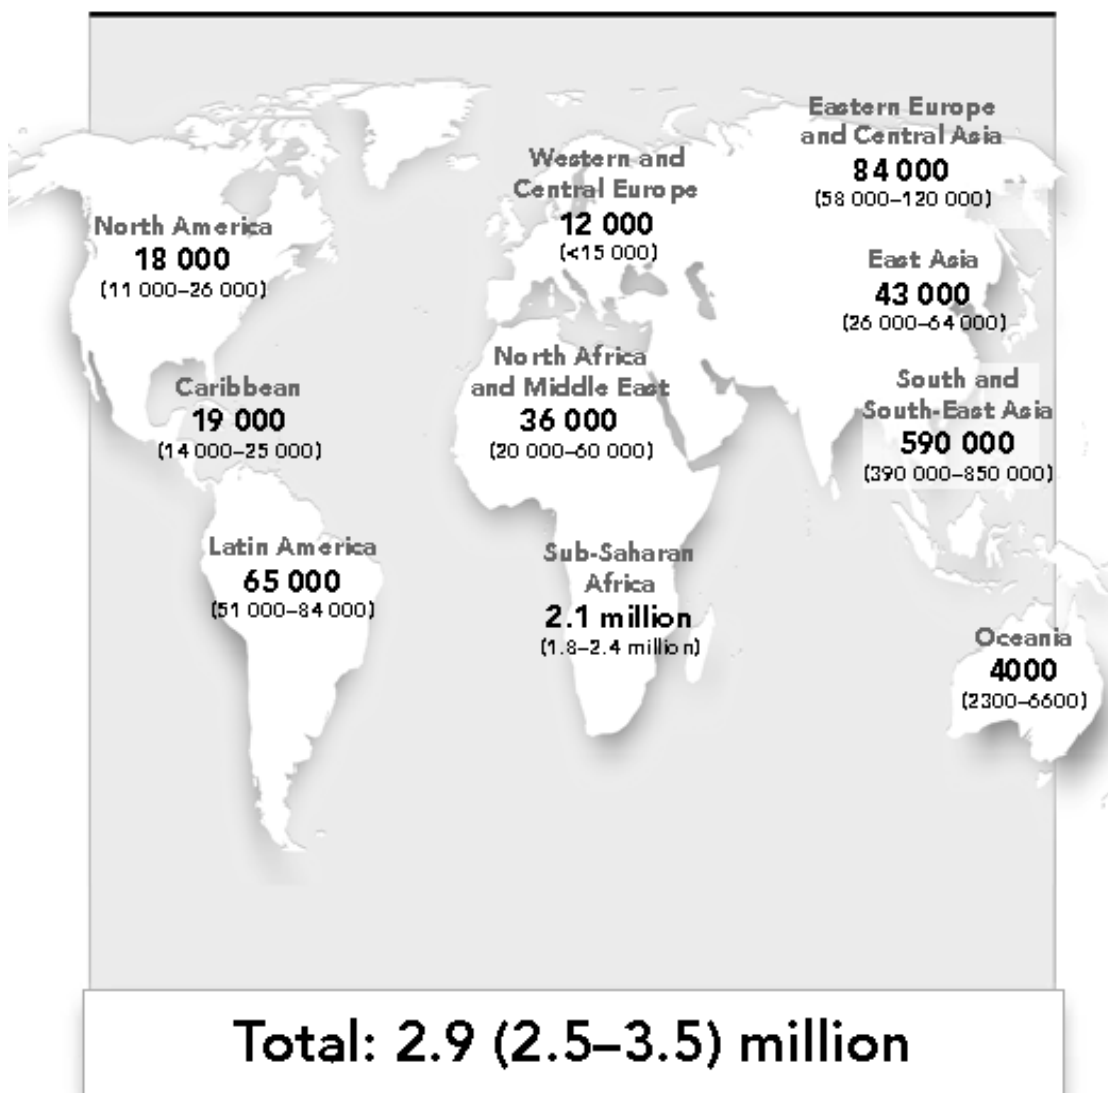 Eastern Europe
and Central Asia
84 000
(58 000–120 000)
Western and
Central Europe
12 000
(<15 000)
North America
18 000
(11 000–26 000)
East Asia
43 000
(26 000–64 000)
North Africa
and Middle East
36 000
(20 000–60 000)
Caribbean
19 000
(14 000–25 000)
South and
South-East Asia
590 000
(390 000–850 000)
Latin America
65 000
(51 000–84 000)
Sub-Saharan
Africa
2.1 million
(1.8–2.4 million)
Oceania
4000
(2300–6600)
Total: 2.9 (2.5–3.5) million